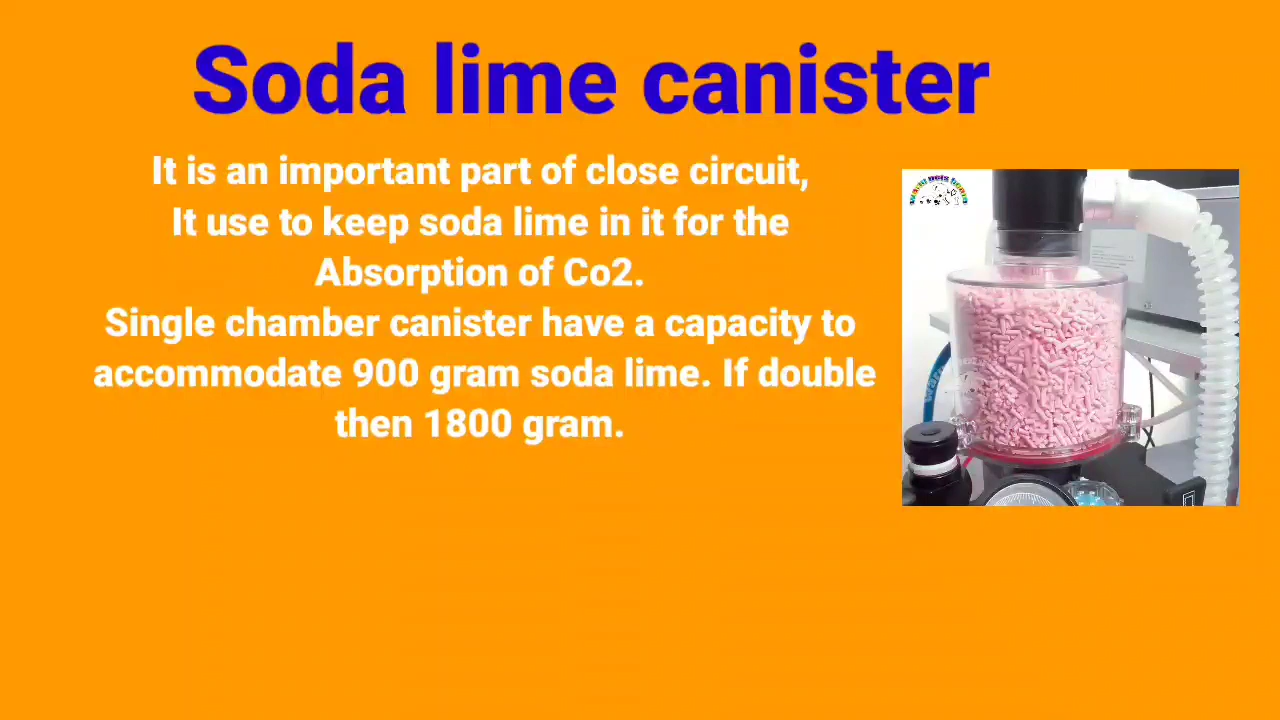 Soda lime canister
It is an important part of close circuit,
It use to keep soda lime in it for the
Absorption of Co2.
Single chamber canister have a capacity to
accommodate 900 gram soda lime. If double
then 1800 gram.